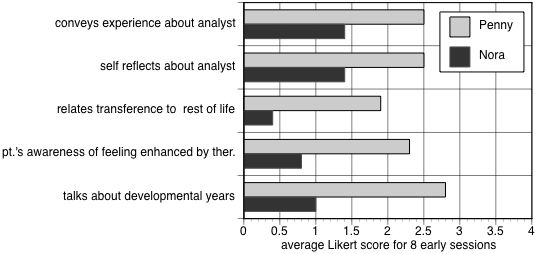 conveys experience about analyst
self reflects about analyst
relates transference to rest of life
pt.'s awareness of feeling enhanced by ther.
talks about developmental years
Penny
Nora
0 0.5 1 1.5 2 2.5 3 3.5 4
average Likert score for 8 early sessions